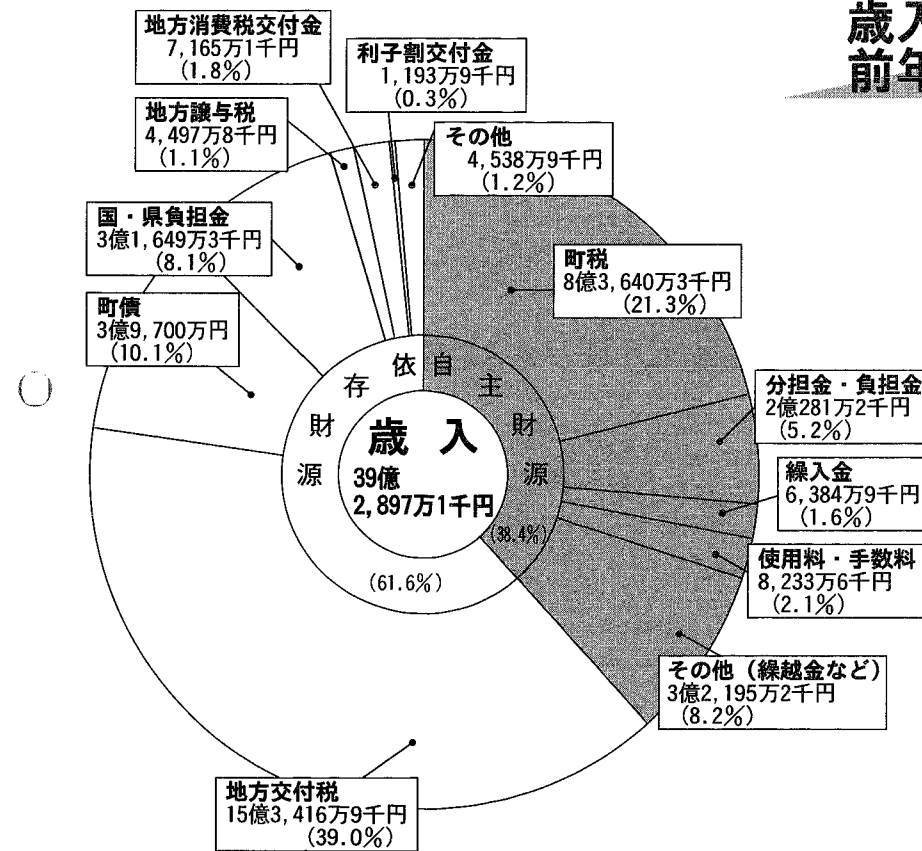 歳入
前年
地方消費税交付金
7,165万1千円
(1.8%)
利子割交付金
1,193万9千円
(0.3%)
地方譲与税
4,497万8千円
(1.1%)
その他
4,538万9千円
(1.2%)
国・県負担金
3億1,649万3千円
(8.1%)
町税
8億3,640万3千円
(21.3%)
町債
3億9,700万円
(10.1%)
分担金・負担金
2億281万2千円
(5.2%)
繰入金
6,384万9千円
(1.6%)
使用料・手数料
8,233万6千円
(2.1%)
その他(繰越金など)
3億2,195万2千円
(8.2%)
地方交付税
15億3,416万9千円
(39.0%)
依存財源
(61.6%)
自主財源
(38.4%)
歳入
39億
2,897万1千円